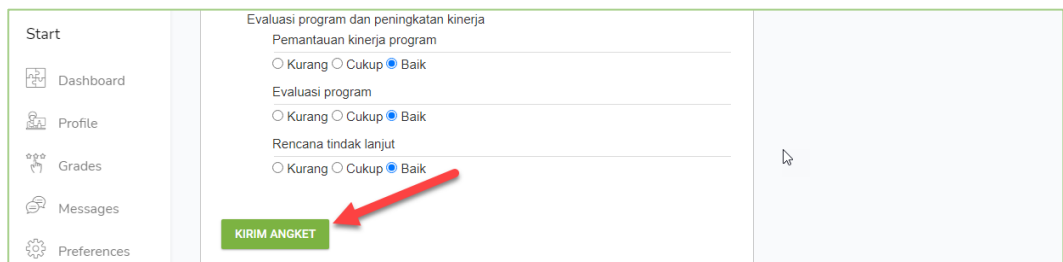 Start
Dashboard
Profile
Grades
Messages
Preferences
Evaluasi program dan peningkatan kinerja
Pemantauan kinerja program
Kurang Cukup Baik
Evaluasi program
Kurang Cukup Baik
Rencana tindak lanjut
Kurang Cukup Baik
KIRIM ANGKET